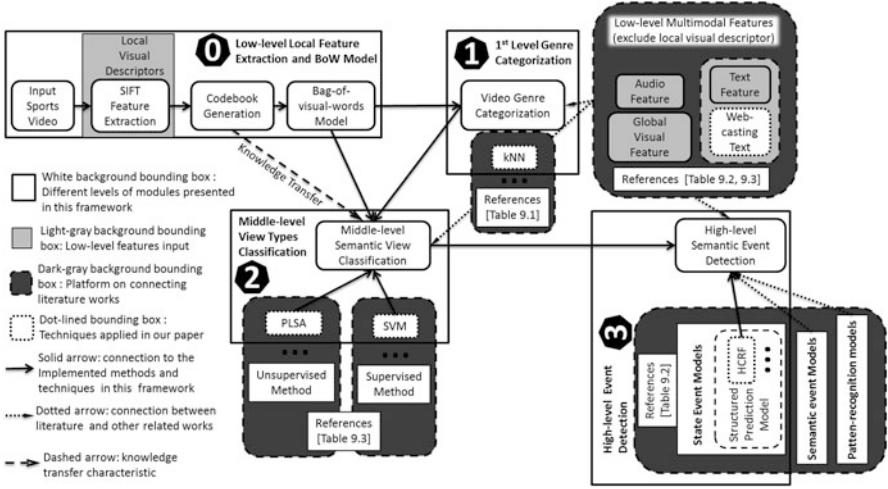 0
Low-level Local Feature
Extraction and BoW Model
Local
Visual
Descriptors
Input
Sports
Video
SIFT
Feature
Extraction
Codebook
Generation
Bag-of-
visual-words
Model
1
1st Level Genre
Categorization
Video Genre
Categorization
kNN
References
[Table 9.1]
Low-level Multimodal Features
(exclude local visual descriptor)
Audio
Feature
Global
Visual
Feature
Text
Feature
Web-
casting
Text
References [Table 9.2, 9.3]
Knowledge Transfer
White background bounding box :
Different levels of modules presented
in this framework
Light-gray background bounding
box: Low-level features input
Dark-gray background bounding
box : Platform on connecting
literature works
Dot-lined bounding box :
Techniques applied in our paper
Solid arrow: connection to the
Implemented methods and
techniques in this framework
Dotted arrow: connection between
literature and other related works
Dashed arrow: knowledge
transfer characteristic
Middle-level
View Types
Classification
2
Middle-level
Semantic View
Classification
PLSA
Unsupervised
Method
SVM
Supervised
Method
References
[Table 9.3]
High-level
Semantic Event
Detection
3
High-level Event
Detection
References
[Table 9.2]
State Event Models
Structured
Prediction
Model
HCRF
Semantic event Models
Patten-recognition models